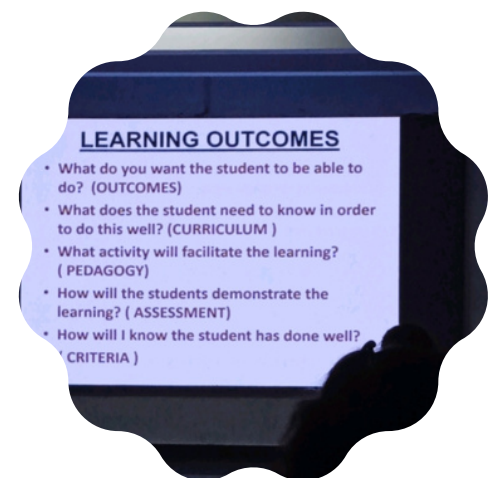 LEARNING OUTCOMES
• What do you want the student to be able to
do? (OUTCOMES)
• What does the student need to know in order
to do this well? (CURRICULUM )
• What activity will facilitate the learning?
( PEDAGOGY)
• How will the students demonstrate the
learning? ( ASSESSMENT)
• How will I know the student has done well?
( CRITERIA )